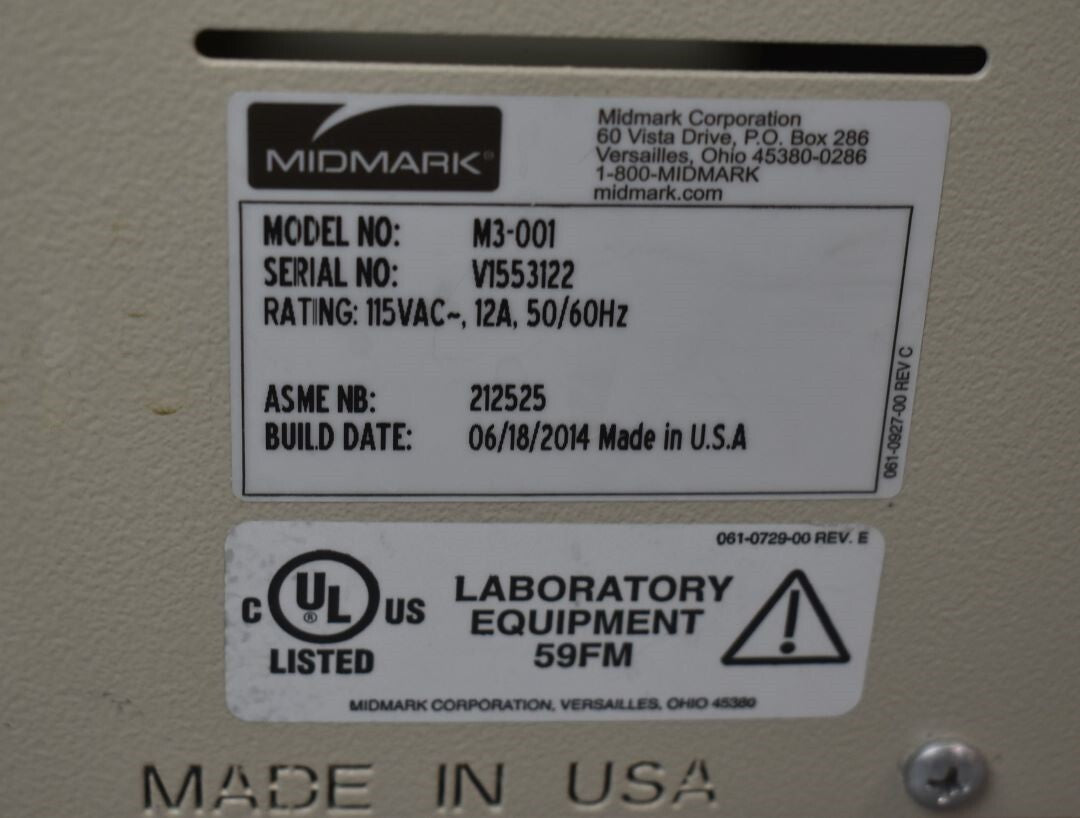 MIDMARK®
Midmark Corporation
60 Vista Drive, P.O. Box 286
Versailles, Ohio 45380-0286
1-800-MIDMARK
midmark.com
MODEL NO: M3-001
SERIAL NO: V1553122
RATING: 115VAC~, 12A, 50/60Hz
ASME NB: 212525
BUILD DATE: 06/18/2014 Made in U.S.A
061-0927-00 REV C
061-0729-00 REV. E
C UL® US
LISTED
LABORATORY
EQUIPMENT
59FM
!
MIDMARK CORPORATION, VERSAILLES, OHIO 45380
MADE IN USA